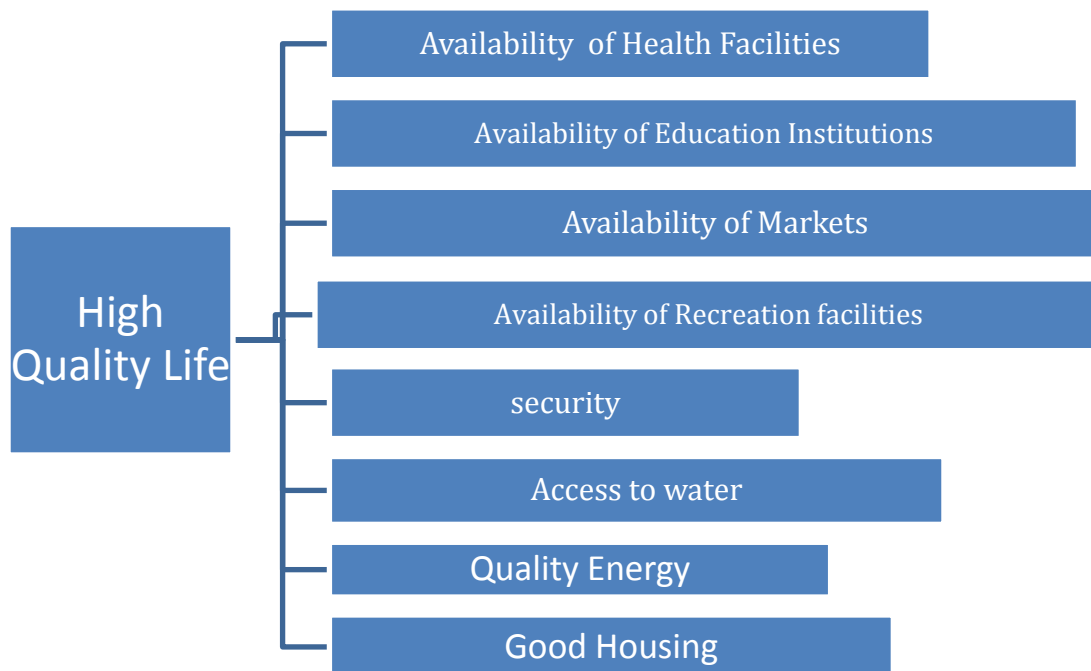 Availability of Health Facilities
Availability of Education Institutions
Availability of Markets
High
Quality Life
Availability of Recreation facilities
security
Access to water
Quality Energy
Good Housing